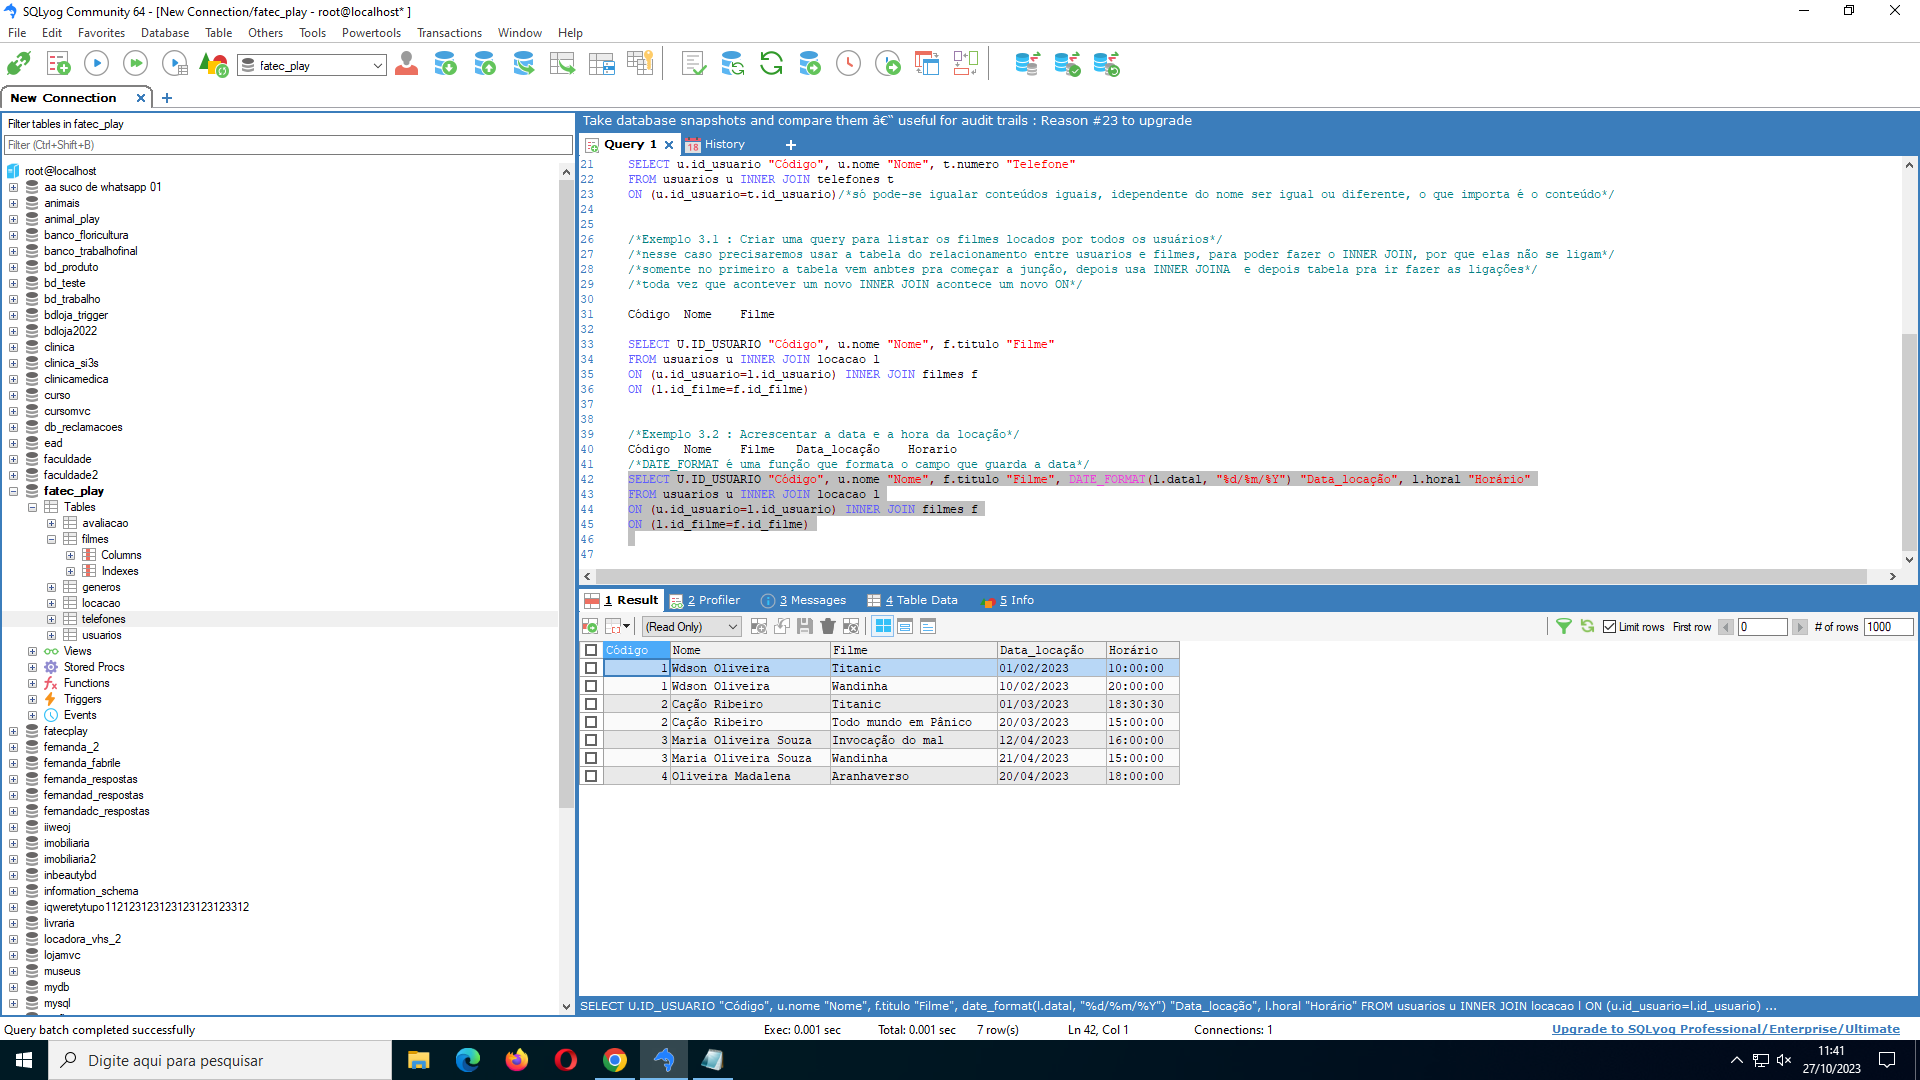 SQLyog Community 64 - [New Connection/fatec_play - root@localhost* ]
File Edit Favorites Database Table Others Tools Powertools Transactions Window Help
fatec_play
New Connection
Filter tables in fatec_play
Filter (Ctrl+Shift+B)
root@localhost
aa suco de whatsapp 01
animais
animal_play
banco_floricultura
banco_trabalhofinal
bd_produto
bd_teste
bd_trabalho
bdloja_trigger
bdloja2022
clinica
clinica_si3s
clinicamedica
curso
cursomvc
db_reclamacoes
ead
faculdade
faculdade2
fatec_play
Tables
avaliacao
filmes
Columns
Indexes
generos
locacao
telefones
usuarios
Views
Stored Procs
Functions
Triggers
Events
fatecplay
fernanda_2
fernanda_fabrile
fernanda_respostas
fernandad_respostas
fernandadc_respostas
iiweoj
imobiliaria
imobiliaria2
inbeautybd
information_schema
iqweretytupo112123123123123123312
livraria
locadora_vhs_2
lojamvc
museus
mydb
mysql
Take database snapshots and compare them â€“ useful for audit trails : Reason #23 to upgrade
Query 1 18 History
21 SELECT u.id_usuario "Código", u.nome "Nome", t.numero "Telefone"
22 FROM usuarios u INNER JOIN telefones t
23 ON (u.id_usuario=t.id_usuario)/*só pode-se igualar conteúdos iguais, idependente do nome ser igual ou diferente, o que importa é o conteúdo*/
24
25
26 /*Exemplo 3.1 : Criar uma query para listar os filmes locados por todos os usuários*/
27 /*nesse caso precisaremos usar a tabela do relacionamento entre usuarios e filmes, para poder fazer o INNER JOIN, por que elas não se ligam*/
28 /*somente no primeiro a tabela vem anbtes pra começar a junção, depois usa INNER JOINA e depois tabela pra ir fazer as ligações*/
29 /*toda vez que acontever um novo INNER JOIN acontece um novo ON*/
30
31 Código Nome Filme
32
33 SELECT U.ID_USUARIO "Código", u.nome "Nome", f.titulo "Filme"
34 FROM usuarios u INNER JOIN locacao l
35 ON (u.id_usuario=l.id_usuario) INNER JOIN filmes f
36 ON (l.id_filme=f.id_filme)
37
38
39 /*Exemplo 3.2 : Acrescentar a data e a hora da locação*/
40 Código Nome Filme Data_locação Horario
41 /*DATE_FORMAT é uma função que formata o campo que guarda a data*/
42 SELECT U.ID_USUARIO "Código", u.nome "Nome", f.titulo "Filme", DATE_FORMAT(l.datal, "%d/%m/%Y") "Data_locação", l.horal "Horário"
43 FROM usuarios u INNER JOIN locacao l
44 ON (u.id_usuario=l.id_usuario) INNER JOIN filmes f
45 ON (l.id_filme=f.id_filme)
46
47
1 Result 2 Profiler 3 Messages 4 Table Data 5 Info
(Read Only) Limit rows First row 0 # of rows 1000
Código Nome Filme Data_locação Horário
1 Wdson Oliveira Titanic 01/02/2023 10:00:00
1 Wdson Oliveira Wandinha 10/02/2023 20:00:00
2 Cação Ribeiro Titanic 01/03/2023 18:30:30
2 Cação Ribeiro Todo mundo em Pânico 20/03/2023 15:00:00
3 Maria Oliveira Souza Invocação do mal 12/04/2023 16:00:00
3 Maria Oliveira Souza Wandinha 21/04/2023 15:00:00
4 Oliveira Madalena Aranhaverso 20/04/2023 18:00:00
SELECT U.ID_USUARIO "Código", u.nome "Nome", f.titulo "Filme", date_format(l.datal, "%d/%m/%Y") "Data_locação", l.horal "Horário" FROM usuarios u INNER JOIN locacao l ON (u.id_usuario=l.id_usuario) ...
Query batch completed successfully Exec: 0.001 sec Total: 0.001 sec 7 row(s) Ln 42, Col 1 Connections: 1 Upgrade to SQLyog Professional/Enterprise/Ultimate
Digite aqui para pesquisar
11:41
27/10/2023